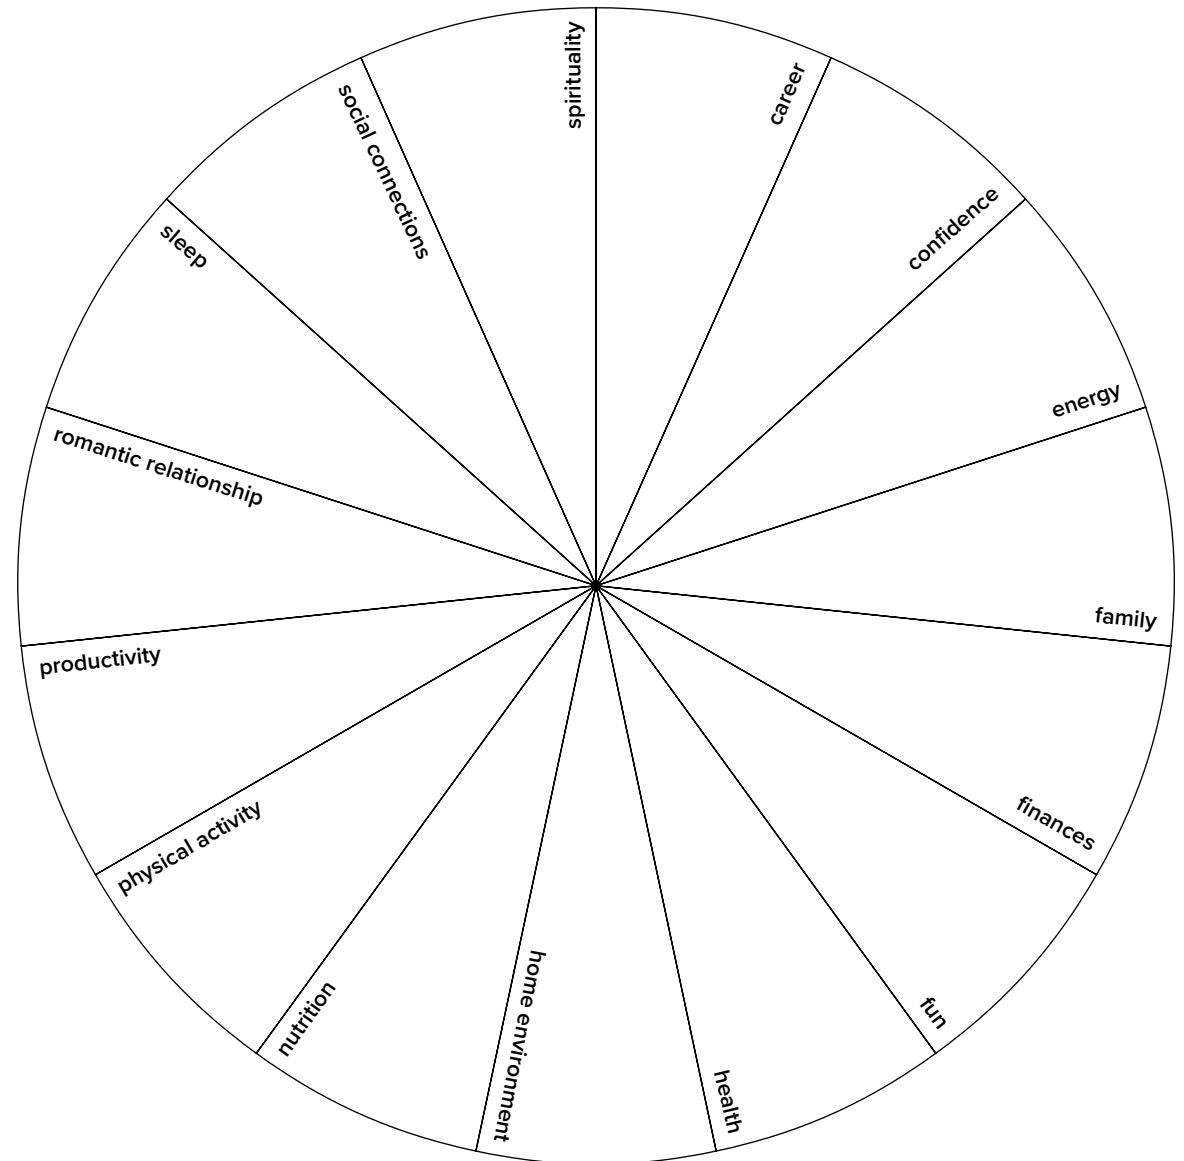 spirituality
career
confidence
energy
family
finances
fun
health
home environment
nutrition
physical activity
productivity
romantic relationship
sleep
social connections